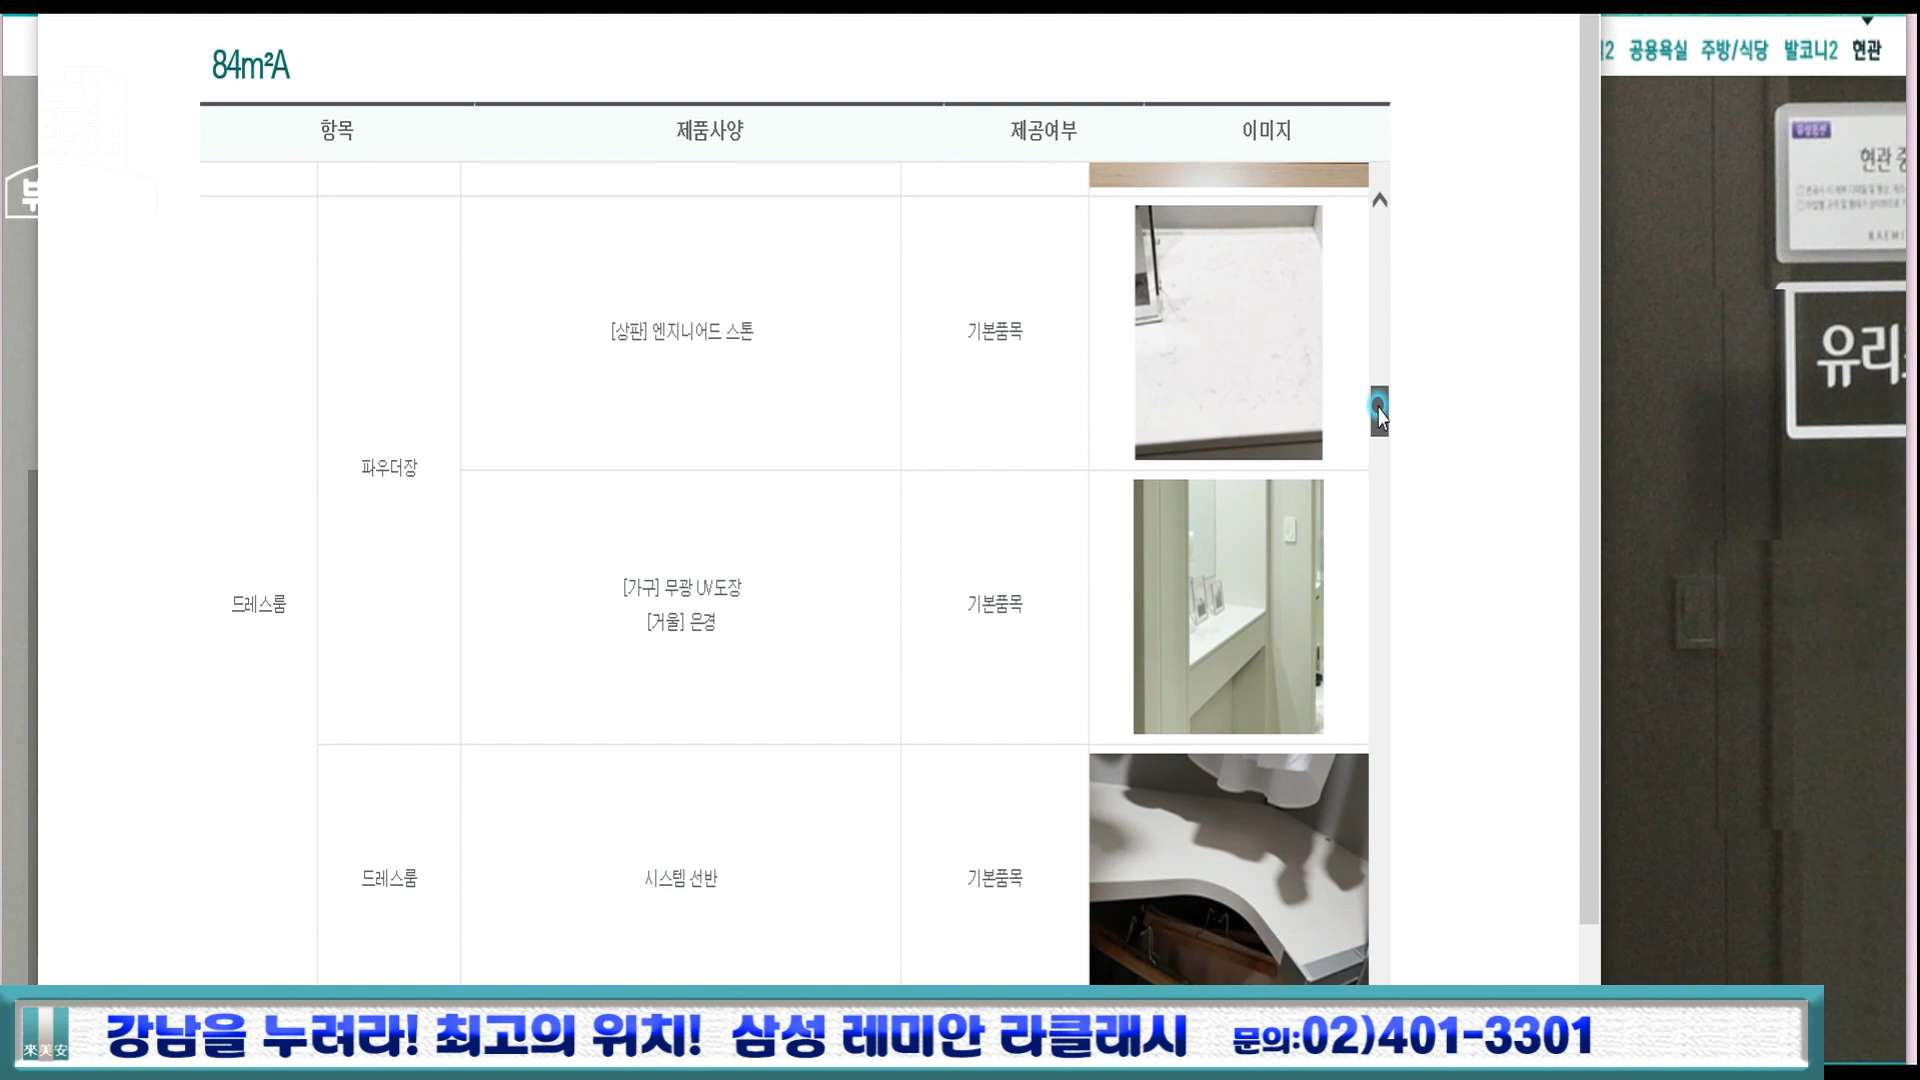 84m²A
항목 제품사양 제공여부 이미지
[상판] 엔지니어드 스톤 기본품목
파우더장
드레스룸
[가구] 무광 UV도장
[거울] 은경
기본품목
드레스룸 시스템 선반 기본품목
공용욕실 주방/식당 발코니2 현관
현관
유리
강남을 누려라! 최고의 위치! 삼성 레미안 라클래시 문의:02)401-3301
來美安